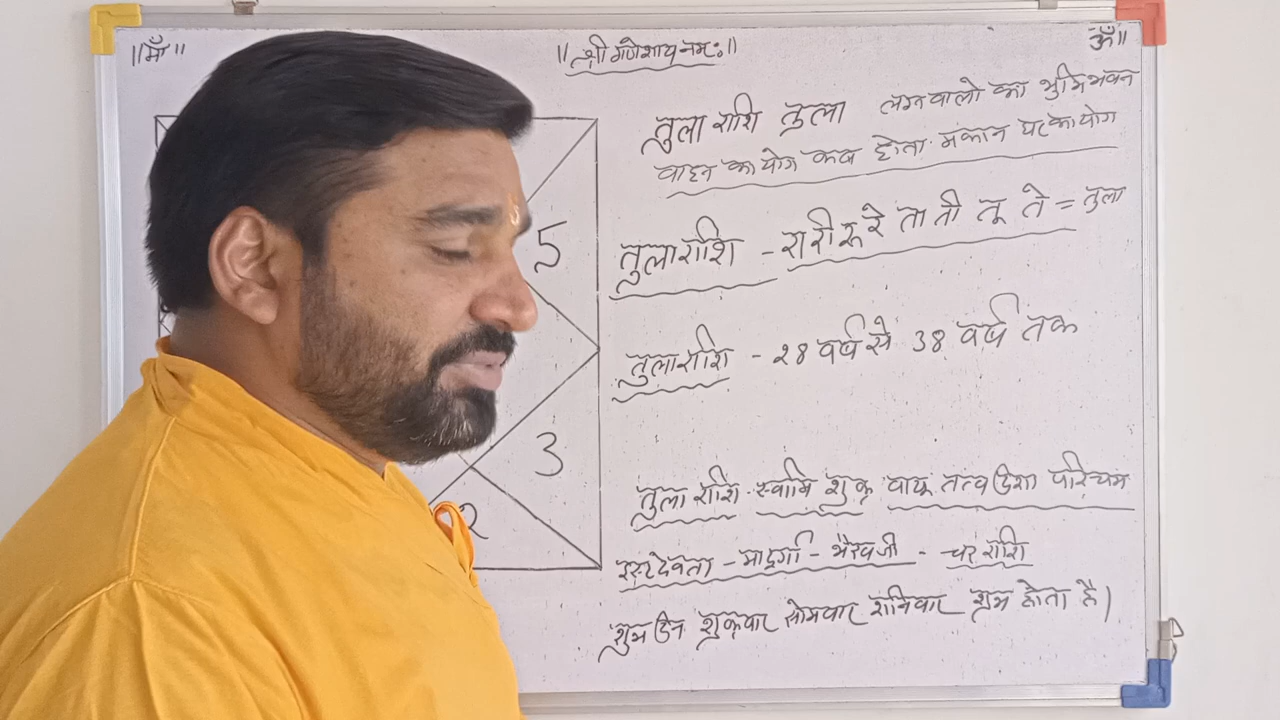 ||माँ|| ||श्री गणेशाय नमः|| ॐ||
तुला राशि तुला लग्न वालो का भुमि भवन
वाहन का योग कब होता मकान घर का योग
तुला राशि - रा री रू रे ता ती तू ते = तुला
तुला राशि - 28 वर्ष से 38 वर्ष तक
तुला राशि स्वामि शुक्र वायु तत्व दिशा पश्चिम
इष्टदेवता - मादुर्गा - भैरवजी - चर राशि
शुभ दिन शुक्रवार सोमवार शनिवार शुभ होता है|
5
3
2